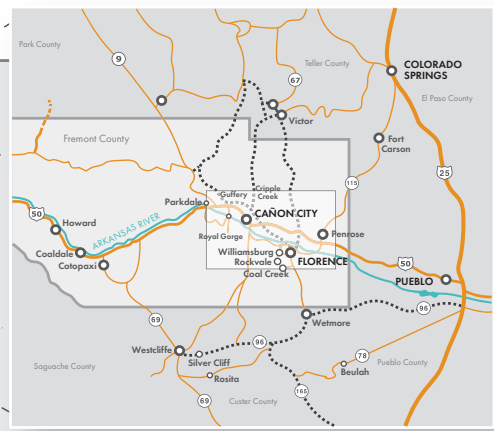 Park County
9
Teller County
67
COLORADO
SPRINGS
El Paso County
Victor
Fort
Carson
Fremont County
25
115
Guffery
Cripple
Creek
Parkdale
50
CAÑON CITY
Howard
ARKANSAS RIVER
Royal Gorge
Penrose
Coaldale
Williamsburg
Cotopaxi
Rockvale
FLORENCE
50
Coal Creek
PUEBLO
96
69
Wetmore
96
Westcliffe
Silver Cliff
78
Pueblo County
Saguache County
Beulah
Rosita
165
69
Custer County